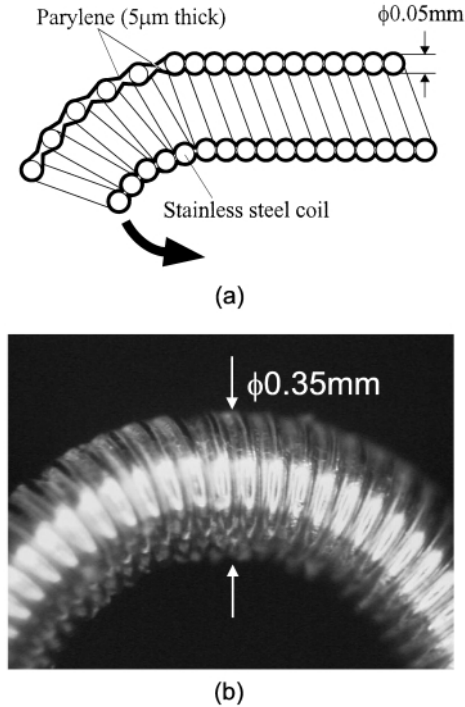 Parylene (5μm thick)
ϕ0.05mm
Stainless steel coil
(a)
ϕ0.35mm
(b)